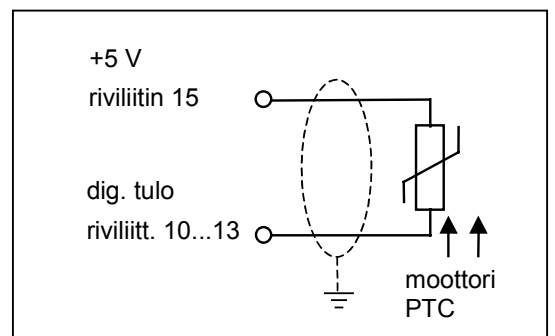 +5 V
riviliitin 15
dig. tulo
riviliitt. 10...13
moottori
PTC